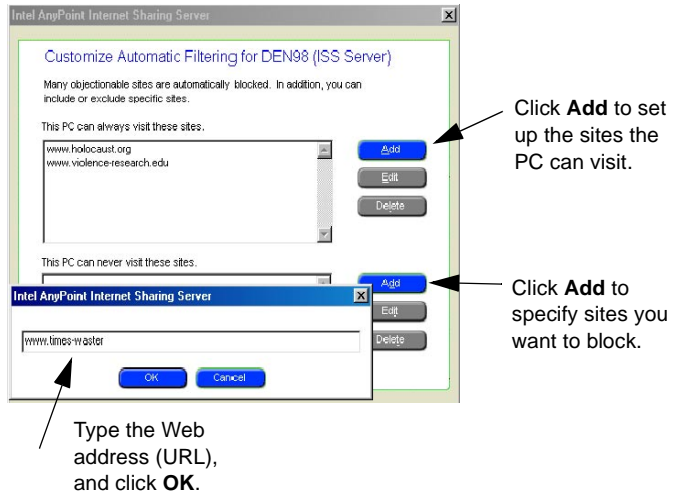 Intel AnyPoint Internet Sharing Server
Customize Automatic Filtering for DEN98 (ISS Server)
Many objectionable sites are automatically blocked. In addition, you can
include or exclude specific sites.
This PC can always visit these sites.
www.holocaust.org
www.violence-research.edu
Add
Edit
Delete
Click Add to set
up the sites the
PC can visit.
This PC can never visit these sites.
Add
Edit
Delete
Click Add to
specify sites you
want to block.
Intel AnyPoint Internet Sharing Server
www.times-waster
OK
Cancel
Type the Web
address (URL),
and click OK.